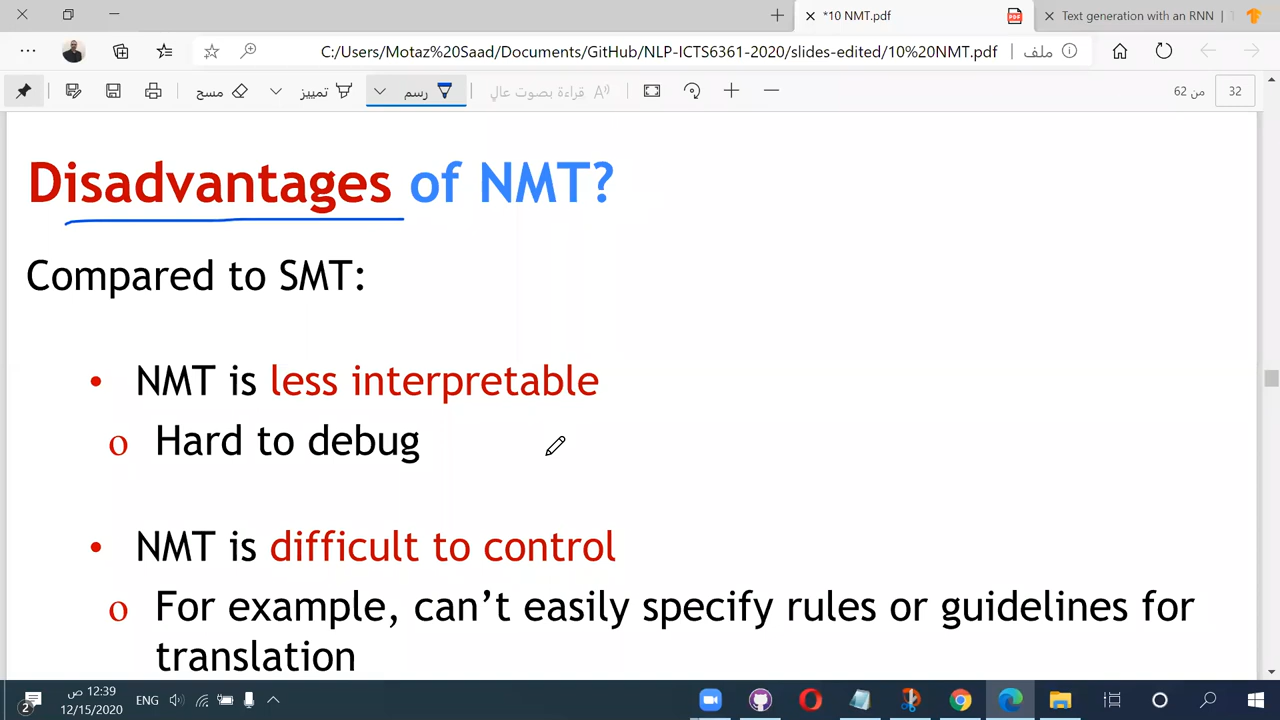 *10 NMT.pdf
Text generation with an RNN | T
C:/Users/Motaz%20Saad/Documents/GitHub/NLP-ICTS6361-2020/slides-edited/10%20NMT.pdf
ملف
مسح
تمييز
رسم
قراءة بصوت عالٍ
من 62
32
Disadvantages of NMT?
Compared to SMT:
• NMT is less interpretable
o Hard to debug
• NMT is difficult to control
o For example, can’t easily specify rules or guidelines for
translation
2
12:39 ص
12/15/2020
ENG